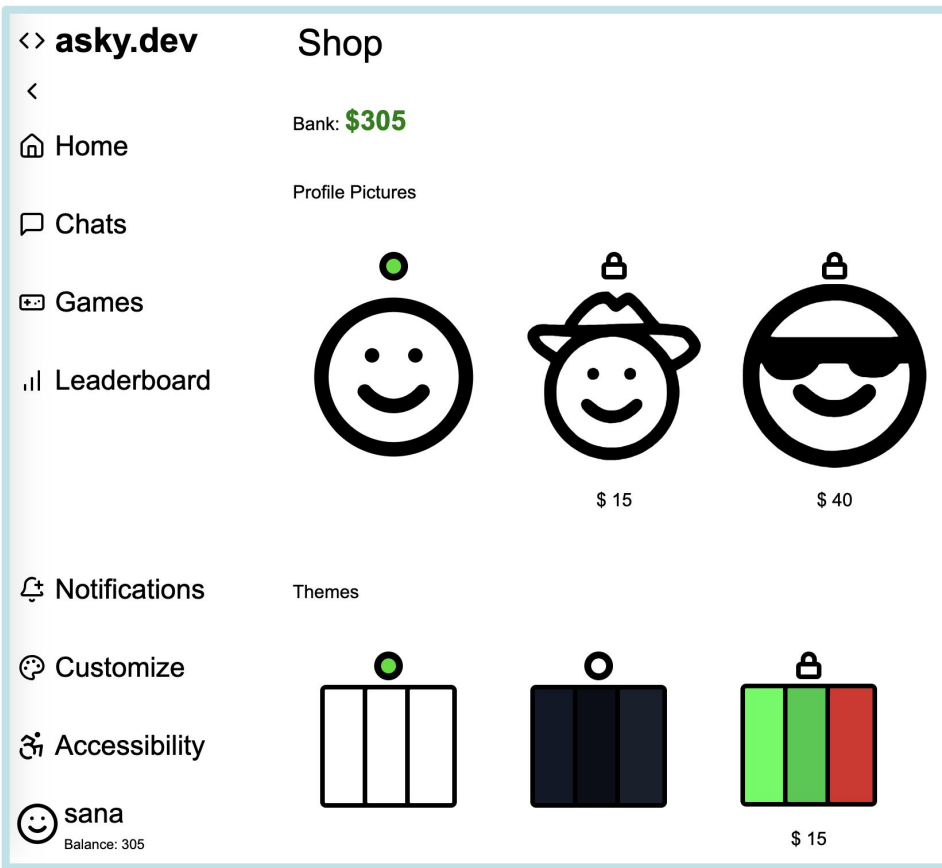 <> asky.dev
<
Home
Chats
Games
Leaderboard
Notifications
Customize
Accessibility
sana
Balance: 305
Shop
Bank: $305
Profile Pictures
$ 15
$ 40
Themes
$ 15